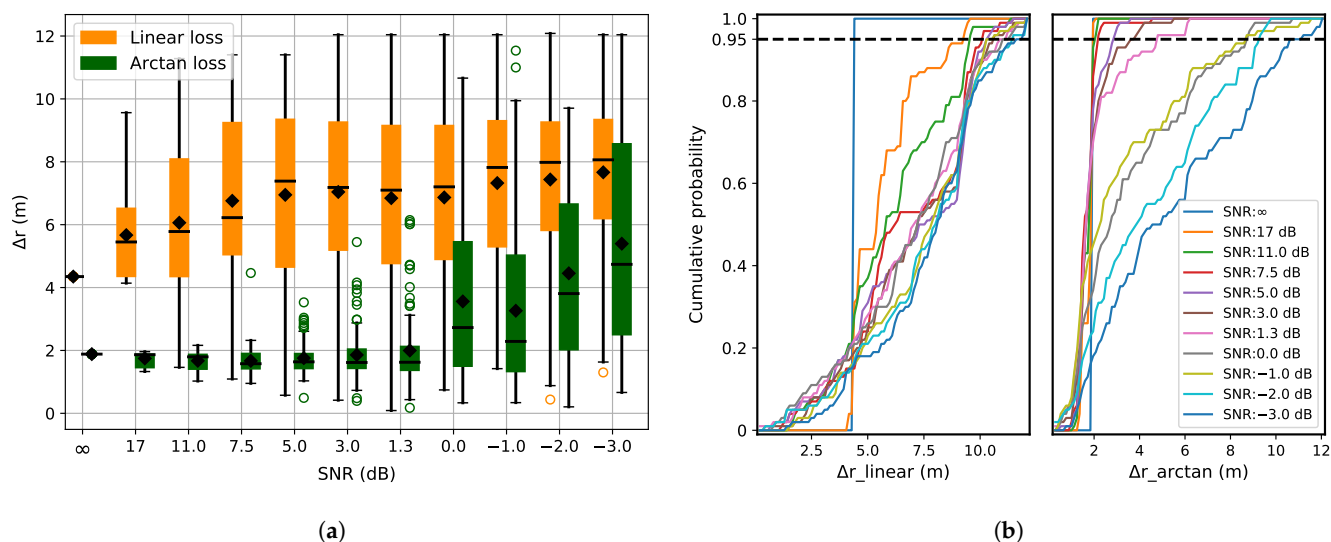 Linear loss
Arctan loss
Δr (m)
12
10
8
6
4
2
0
∞ 17 11.0 7.5 5.0 3.0 1.3 0.0 −1.0 −2.0 −3.0
SNR (dB)
(a)
Cumulative probability
1.0
0.95
0.8
0.6
0.4
0.2
0
2.5 5.0 7.5 10.0
Δr_linear (m)
SNR:∞
SNR:17 dB
SNR:11.0 dB
SNR:7.5 dB
SNR:5.0 dB
SNR:3.0 dB
SNR:1.3 dB
SNR:0.0 dB
SNR:−1.0 dB
SNR:−2.0 dB
SNR:−3.0 dB
2 4 6 8 10 12
Δr_arctan (m)
(b)